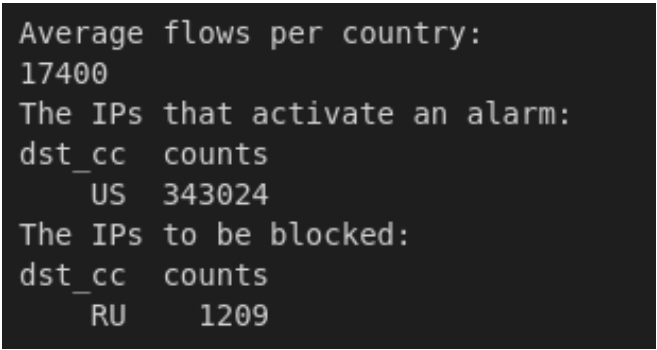 Average flows per country:
17400
The IPs that activate an alarm:
dst_cc  counts
    US  343024
The IPs to be blocked:
dst_cc  counts
    RU    1209